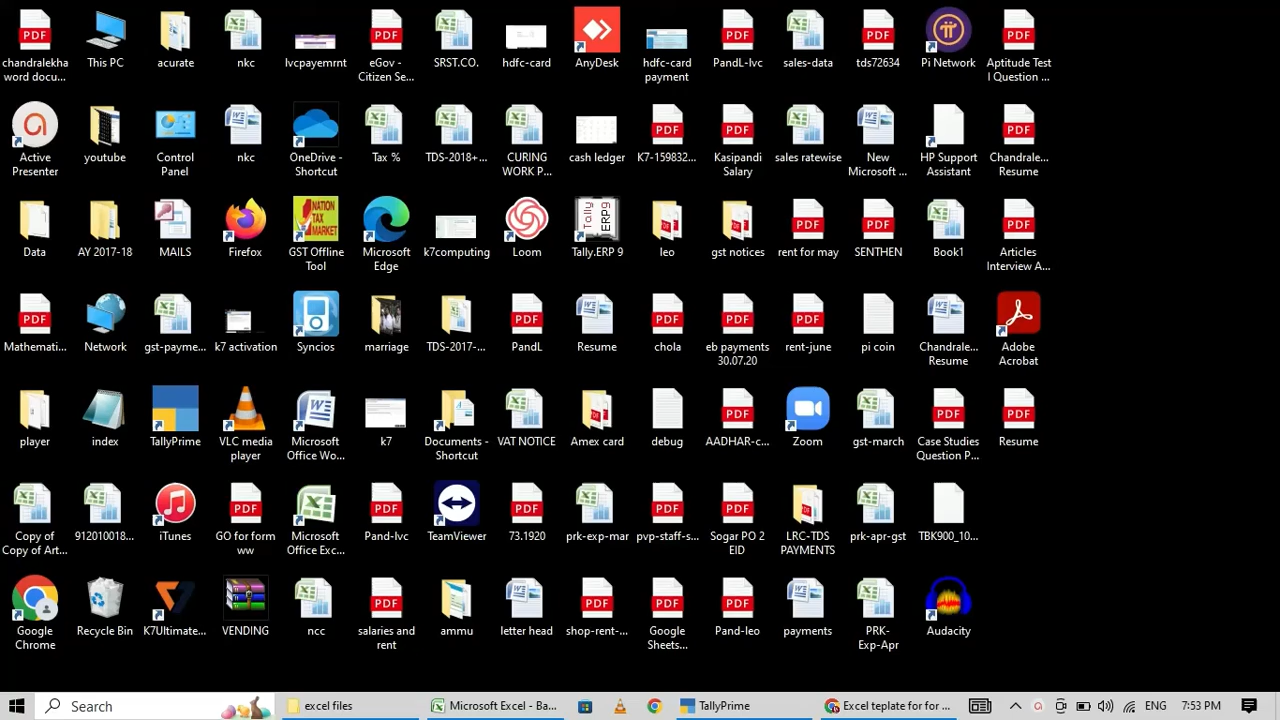 chandralekha
word docu...
This PC
acurate
nkc
lvcpayemrnt
eGov -
Citizen Se...
SRST.CO.
hdfc-card
AnyDesk
hdfc-card
payment
PandL-lvc
sales-data
tds72634
Pi Network
Aptitude Test
I Question ...
Active
Presenter
youtube
Control
Panel
nkc
OneDrive -
Shortcut
Tax %
TDS-2018+...
CURING
WORK P...
cash ledger
K7-159832...
Kasipandi
Salary
sales ratewise
New
Microsoft ...
HP Support
Assistant
Chandrale...
Resume
Data
AY 2017-18
MAILS
Firefox
NATION
TAX
MARKET
GST Offline
Tool
Microsoft
Edge
k7computing
Loom
Tally
ERP9
Tally.ERP 9
leo
gst notices
rent for may
SENTHEN
Book1
Articles
Interview A...
Mathemati...
Network
gst-payme...
k7 activation
Syncios
marriage
TDS-2017-...
PandL
Resume
chola
eb payments
30.07.20
rent-june
pi coin
Chandrale...
Resume
Adobe
Acrobat
player
index
TallyPrime
VLC media
player
Microsoft
Office Wo...
k7
Documents -
Shortcut
VAT NOTICE
Amex card
debug
AADHAR-c...
Zoom
gst-march
Case Studies
Question P...
Resume
Copy of
Copy of Art...
912010018...
iTunes
GO for form
ww
Microsoft
Office Exc...
Pand-lvc
TeamViewer
73.1920
prk-exp-mar
pvp-staff-s...
Sogar PO 2
EID
LRC-TDS
PAYMENTS
prk-apr-gst
TBK900_10...
Google
Chrome
Recycle Bin
K7Ultimate...
VENDING
ncc
salaries and
rent
ammu
letter head
shop-rent-...
Google
Sheets...
Pand-leo
payments
PRK-
Exp-Apr
Audacity
Search
excel files
Microsoft Excel - Ba...
TallyPrime
Excel teplate for for ...
ENG
7:53 PM